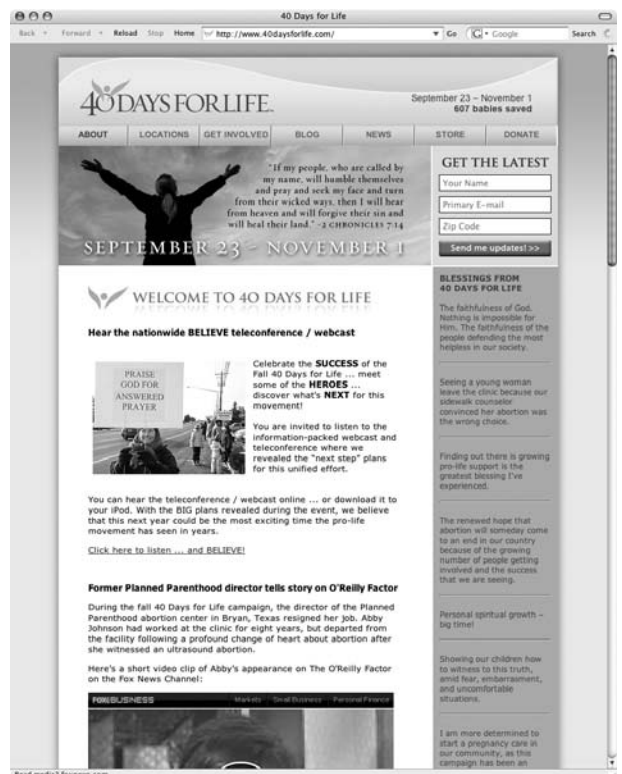 40 Days for Life
Back Forward Reload Stop Home http://www.40daysforlife.com/ Go G Google Search
40 DAYS FOR LIFE
September 23 – November 1
607 babies saved
ABOUT LOCATIONS GET INVOLVED BLOG NEWS STORE DONATE
"If my people, who are called by
my name, will humble themselves
and pray and seek my face and turn
from their wicked ways, then I will hear
from heaven and will forgive their sin and
will heal their land." -2 CHRONICLES 7:14
SEPTEMBER 23 – NOVEMBER 1
GET THE LATEST
Your Name
Primary E-mail
Zip Code
Send me updates! >>
WELCOME TO 40 DAYS FOR LIFE
Hear the nationwide BELIEVE teleconference / webcast
PRAISE
GOD FOR
ANSWERED
PRAYER
Celebrate the SUCCESS of the
Fall 40 Days for Life ... meet
some of the HEROES ...
discover what's NEXT for this
movement!
You are invited to listen to the
information-packed webcast and
teleconference where we
revealed the "next step" plans
for this unified effort.
You can hear the teleconference / webcast online ... or download it to
your iPod. With the BIG plans revealed during the event, we believe
that this next year could be the most exciting time the pro-life
movement has seen in years.
Click here to listen ... and BELIEVE!
Former Planned Parenthood director tells story on O'Reilly Factor
During the fall 40 Days for Life campaign, the director of the Planned
Parenthood abortion center in Bryan, Texas resigned her job. Abby
Johnson had worked at the clinic for eight years, but departed from
the facility following a profound change of heart about abortion after
she witnessed an ultrasound abortion.
Here's a short video clip of Abby's appearance on The O'Reilly Factor
on the Fox News Channel:
FOX BUSINESS Markets Small Business Personal Finance
BLESSINGS FROM
40 DAYS FOR LIFE
The faithfulness of God.
Nothing is impossible for
Him. The faithfulness of the
people defending the most
helpless in our society.
Seeing a young woman
leave the clinic because our
sidewalk counselor
convinced her abortion was
the wrong choice.
Finding out there is growing
pro-life support is the
greatest blessing I've
experienced.
The renewed hope that
abortion will someday come
to an end in our country
because of the growing
number of people getting
involved and the success
that we are seeing.
Personal spiritual growth –
big time!
Showing our children how
to witness to this truth,
amid fear, embarrassment,
and uncomfortable
situations.
I am more determined to
start a pregnancy care in
our community, as this
campaign has been an